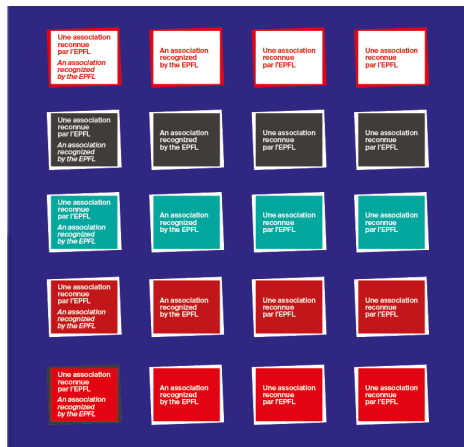 Une association
reconnue
par l'EPFL
An association
recognized
by the EPFL
An association
recognized
by the EPFL
Une association
reconnue
par l'EPFL
Une association
reconnue
par l'EPFL
Une association
reconnue
par l'EPFL
An association
recognized
by the EPFL
An association
recognized
by the EPFL
Une association
reconnue
par l'EPFL
Une association
reconnue
par l'EPFL
Une association
reconnue
par l'EPFL
An association
recognized
by the EPFL
An association
recognized
by the EPFL
Une association
reconnue
par l'EPFL
Une association
reconnue
par l'EPFL
Une association
reconnue
par l'EPFL
An association
recognized
by the EPFL
An association
recognized
by the EPFL
Une association
reconnue
par l'EPFL
Une association
reconnue
par l'EPFL
Une association
reconnue
par l'EPFL
An association
recognized
by the EPFL
An association
recognized
by the EPFL
Une association
reconnue
par l'EPFL
Une association
reconnue
par l'EPFL